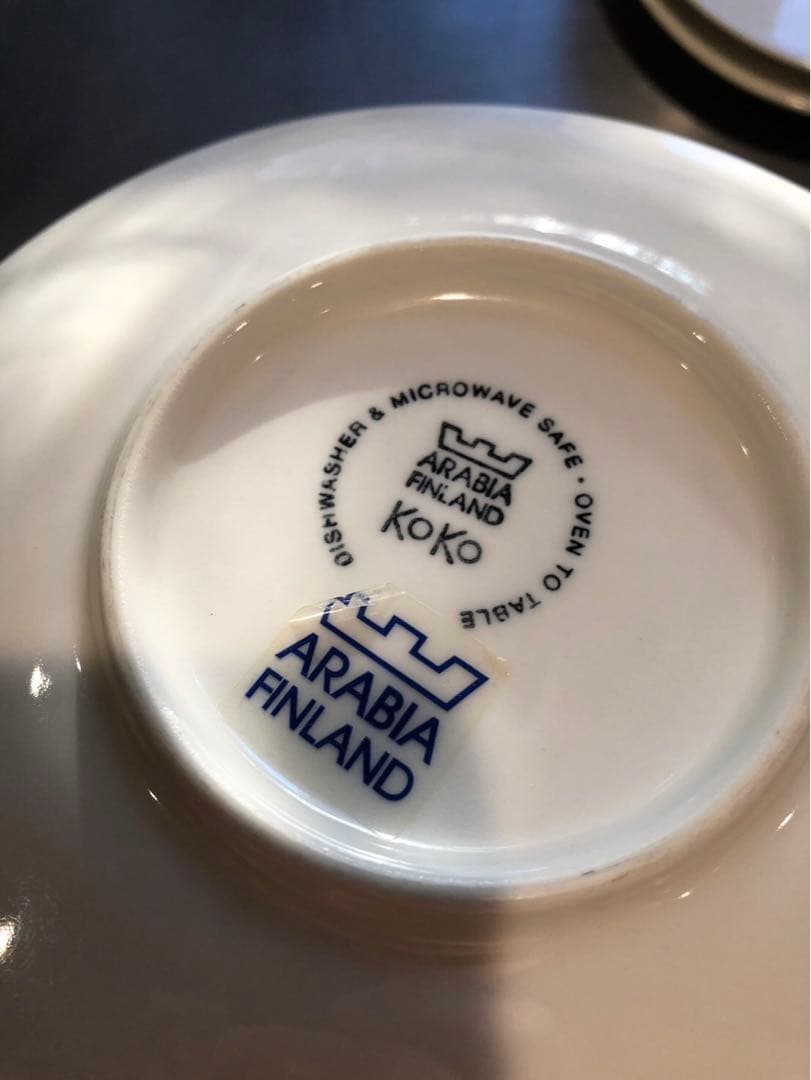 DISHWASHER & MICROWAVE SAFE · OVEN TO TABLE
ARABIA
FINLAND
KOKO
ARABIA
FINLAND